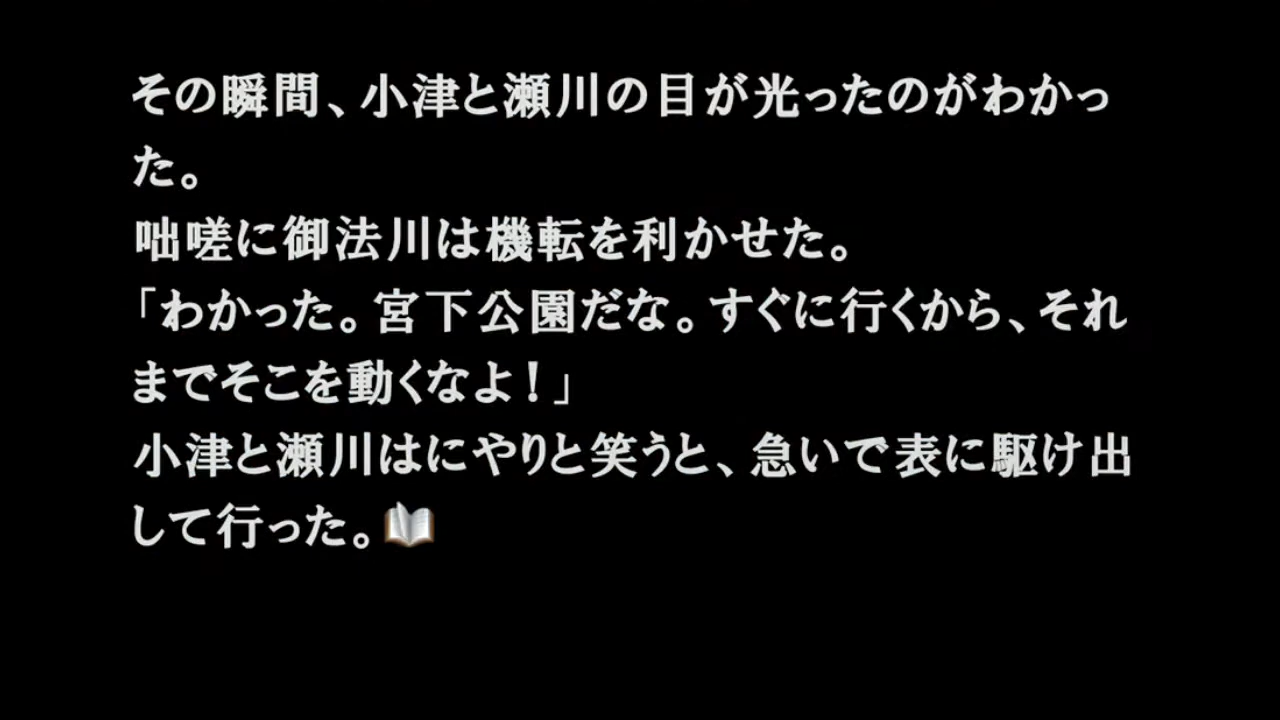 その瞬間、小津と瀬川の目が光ったのがわかっ
た。
咄嗟に御法川は機転を利かせた。
「わかった。宮下公園だな。すぐに行くから、それ
までそこを動くなよ！」
小津と瀬川はにやりと笑うと、急いで表に駆け出
して行った。